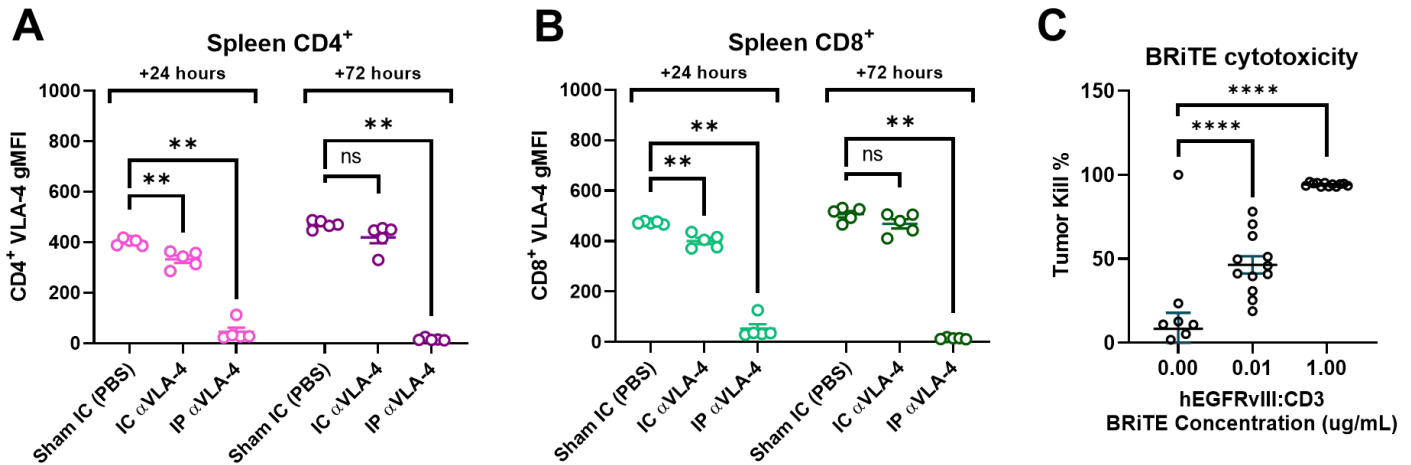 A
Spleen CD4⁺
+24 hours
+72 hours
CD4⁺ VLA-4 gMFI
1000
800
600
400
200
0
**
**
ns
**
Sham IC (PBS)
IC αVLA-4
IP αVLA-4
Sham IC (PBS)
IC αVLA-4
IP αVLA-4
B
Spleen CD8⁺
+24 hours
+72 hours
CD8⁺ VLA-4 gMFI
1000
800
600
400
200
0
**
**
ns
**
Sham IC (PBS)
IC αVLA-4
IP αVLA-4
Sham IC (PBS)
IC αVLA-4
IP αVLA-4
C
BRiTE cytotoxicity
Tumor Kill %
150
100
50
0
****
****
0.00
0.01
1.00
hEGFRvIII:CD3
BRiTE Concentration (ug/mL)